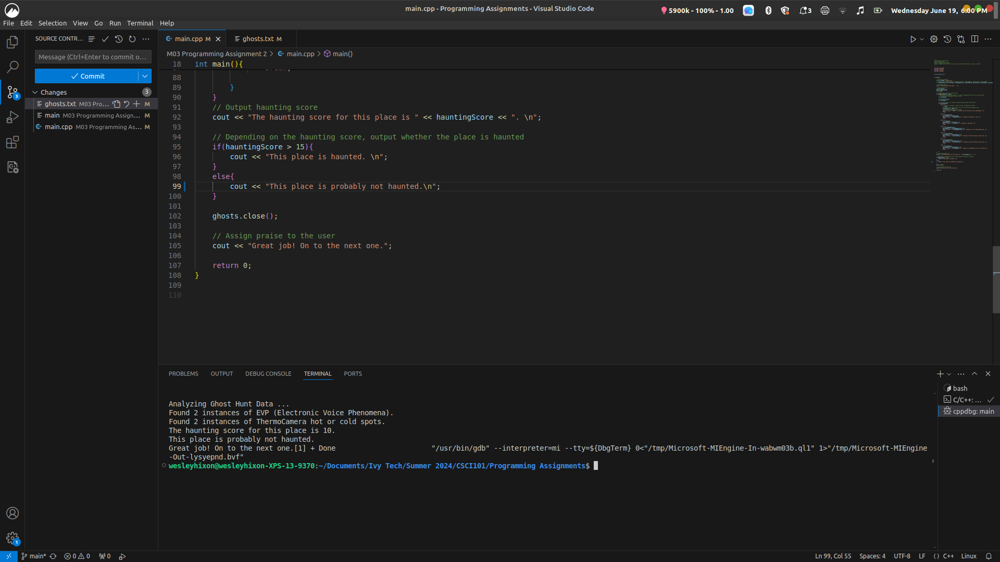 main.cpp - Programming Assignments - Visual Studio Code
5900k - 100% - 1.00
3
Wednesday June 19, 6:00 PM
File Edit Selection View Go Run Terminal Help
SOURCE CONTR...
main.cpp M
ghosts.txt M
Message (Ctrl+Enter to commit o...
M03 Programming Assignment 2 > main.cpp > main()
Commit
Changes 3
ghosts.txt M03 Pro... M
main M03 Programming Assign... M
main.cpp M03 Programming As... M
3
18 int main(){
88
89 }
90 }
91 // Output haunting score
92 cout << "The haunting score for this place is " << hauntingScore << ". \n";
93
94 // Depending on the haunting score, output whether the place is haunted
95 if(hauntingScore > 15){
96 cout << "This place is haunted. \n";
97 }
98 else{
99 cout << "This place is probably not haunted.\n";
100 }
101
102 ghosts.close();
103
104 // Assign praise to the user
105 cout << "Great job! On to the next one.";
106
107 return 0;
108 }
109
110
PROBLEMS OUTPUT DEBUG CONSOLE TERMINAL PORTS
Analyzing Ghost Hunt Data ...
Found 2 instances of EVP (Electronic Voice Phenomena).
Found 2 instances of ThermoCamera hot or cold spots.
The haunting score for this place is 10.
This place is probably not haunted.
Great job! On to the next one.[1] + Done "/usr/bin/gdb" --interpreter=mi --tty=${DbgTerm} 0<"/tmp/Microsoft-MIEngine-In-wabwm03b.ql1" 1>"/tmp/Microsoft-MIEngine
-Out-lysyepnd.bvf"
wesleyhixon@wesleyhixon-XPS-13-9370:~/Documents/Ivy Tech/Summer 2024/CSCI101/Programming Assignments$
bash
C/C++: ...
cppdbg: main
1
main* 0 0 0
Ln 99, Col 55 Spaces: 4 UTF-8 LF {} C++ Linux